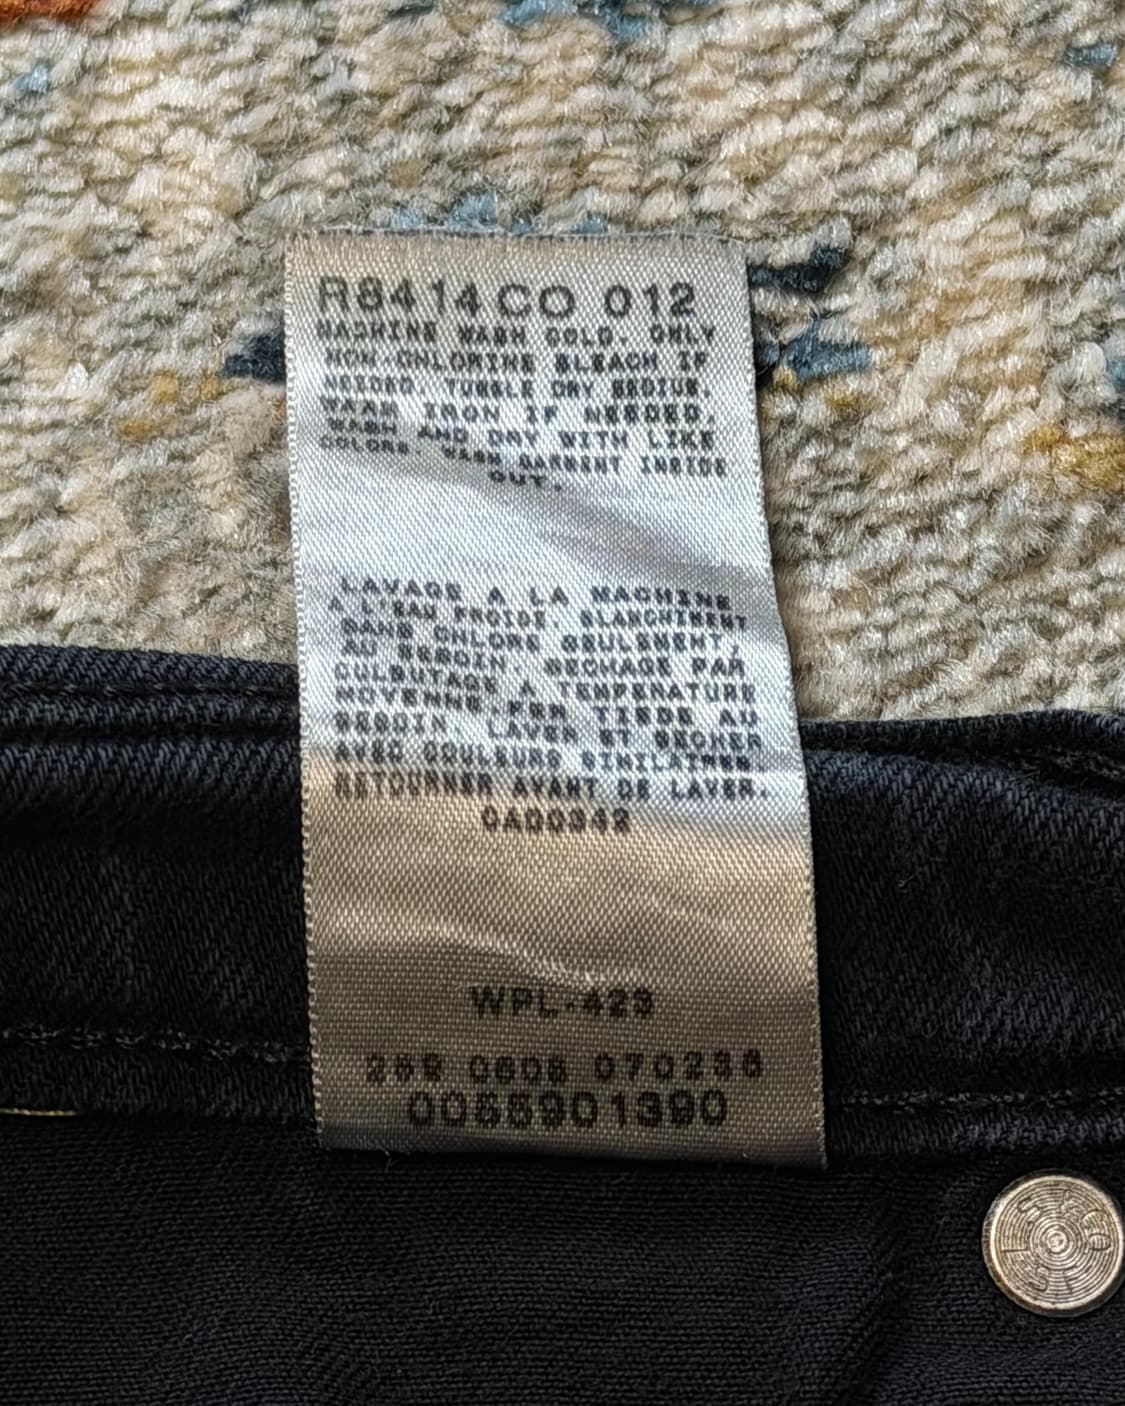 R8414CO 012
MACHINE WASH COLD. ONLY
NON-CHLORINE BLEACH IF
NEEDED. TUMBLE DRY MEDIUM.
WARM IRON IF NEEDED.
WASH AND DRY WITH LIKE
COLORS. WASH GARMENT INSIDE
OUT.
LAVAGE A LA MACHINE
A L'EAU FROIDE. BLANCHIMENT
SANS CHLORE SEULEMENT,
AU BESOIN. SECHAGE PAR
CULBUTAGE A TEMPERATURE
MOYENNE. FER TIEDE AU
BESOIN. LAVER ET SECHER
AVEC COULEURS SIMILAIRES.
RETOURNER AVANT DE LAVER.
CA00342
WPL-423
0608 070236